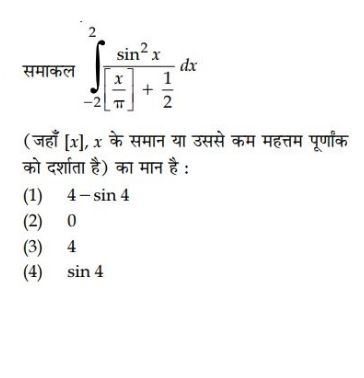 समाकल $\int_{-2}^{2} \frac{\sin^2 x}{\left[\frac{x}{\pi}\right] + \frac{1}{2}} dx$
(जहाँ [x], x के समान या उससे कम महत्तम पूर्णांक
को दर्शाता है) का मान है :
(1) 4 – sin 4
(2) 0
(3) 4
(4) sin 4